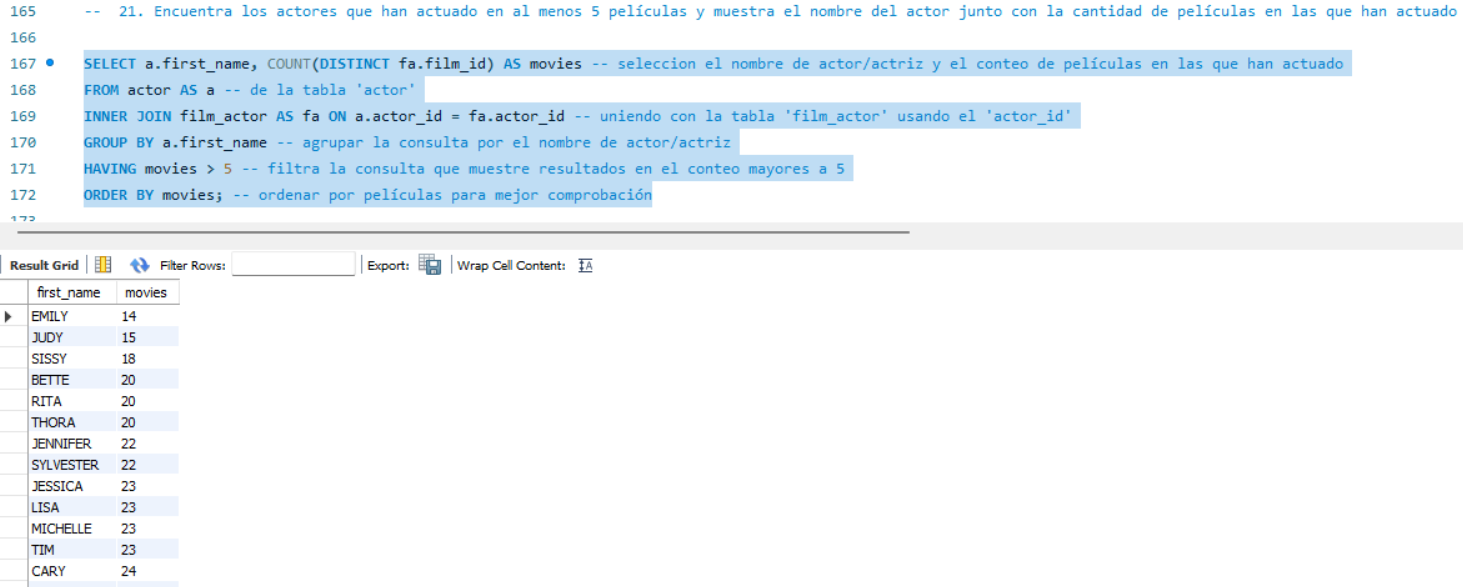 165 -- 21. Encuentra los actores que han actuado en al menos 5 películas y muestra el nombre del actor junto con la cantidad de películas en las que han actuado
166
167 SELECT a.first_name, COUNT(DISTINCT fa.film_id) AS movies -- seleccion el nombre de actor/actriz y el conteo de películas en las que han actuado
168 FROM actor AS a -- de la tabla 'actor'
169 INNER JOIN film_actor AS fa ON a.actor_id = fa.actor_id -- uniendo con la tabla 'film_actor' usando el 'actor_id'
170 GROUP BY a.first_name -- agrupar la consulta por el nombre de actor/actriz
171 HAVING movies > 5 -- filtra la consulta que muestre resultados en el conteo mayores a 5
172 ORDER BY movies; -- ordenar por películas para mejor comprobación
173
Result Grid Filter Rows: Export: Wrap Cell Content:
first_name movies
EMILY 14
JUDY 15
SISSY 18
BETTE 20
RITA 20
THORA 20
JENNIFER 22
SYLVESTER 22
JESSICA 23
LISA 23
MICHELLE 23
TIM 23
CARY 24